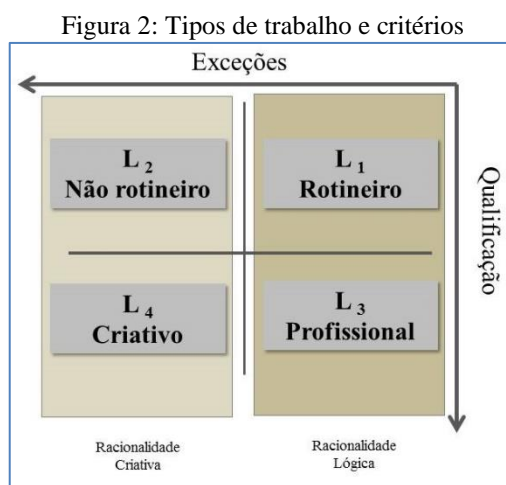 Figura 2: Tipos de trabalho e critérios
Exceções
L 2
Não rotineiro
L 1
Rotineiro
Qualificação
L 4
Criativo
L 3
Profissional
Racionalidade
Criativa
Racionalidade
Lógica